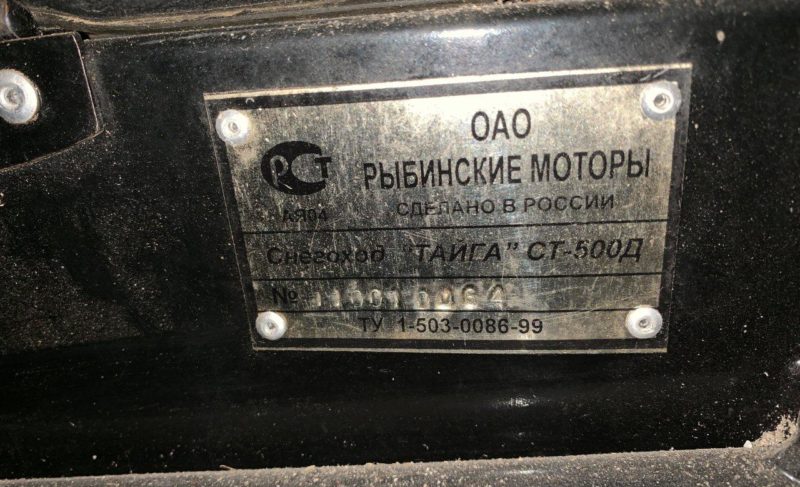 ОАО
РСТ РЫБИНСКИЕ МОТОРЫ
АЯ04 СДЕЛАНО В РОССИИ
Снегоход "ТАЙГА" СТ-500Д
№
ТУ 1-503-0086-99